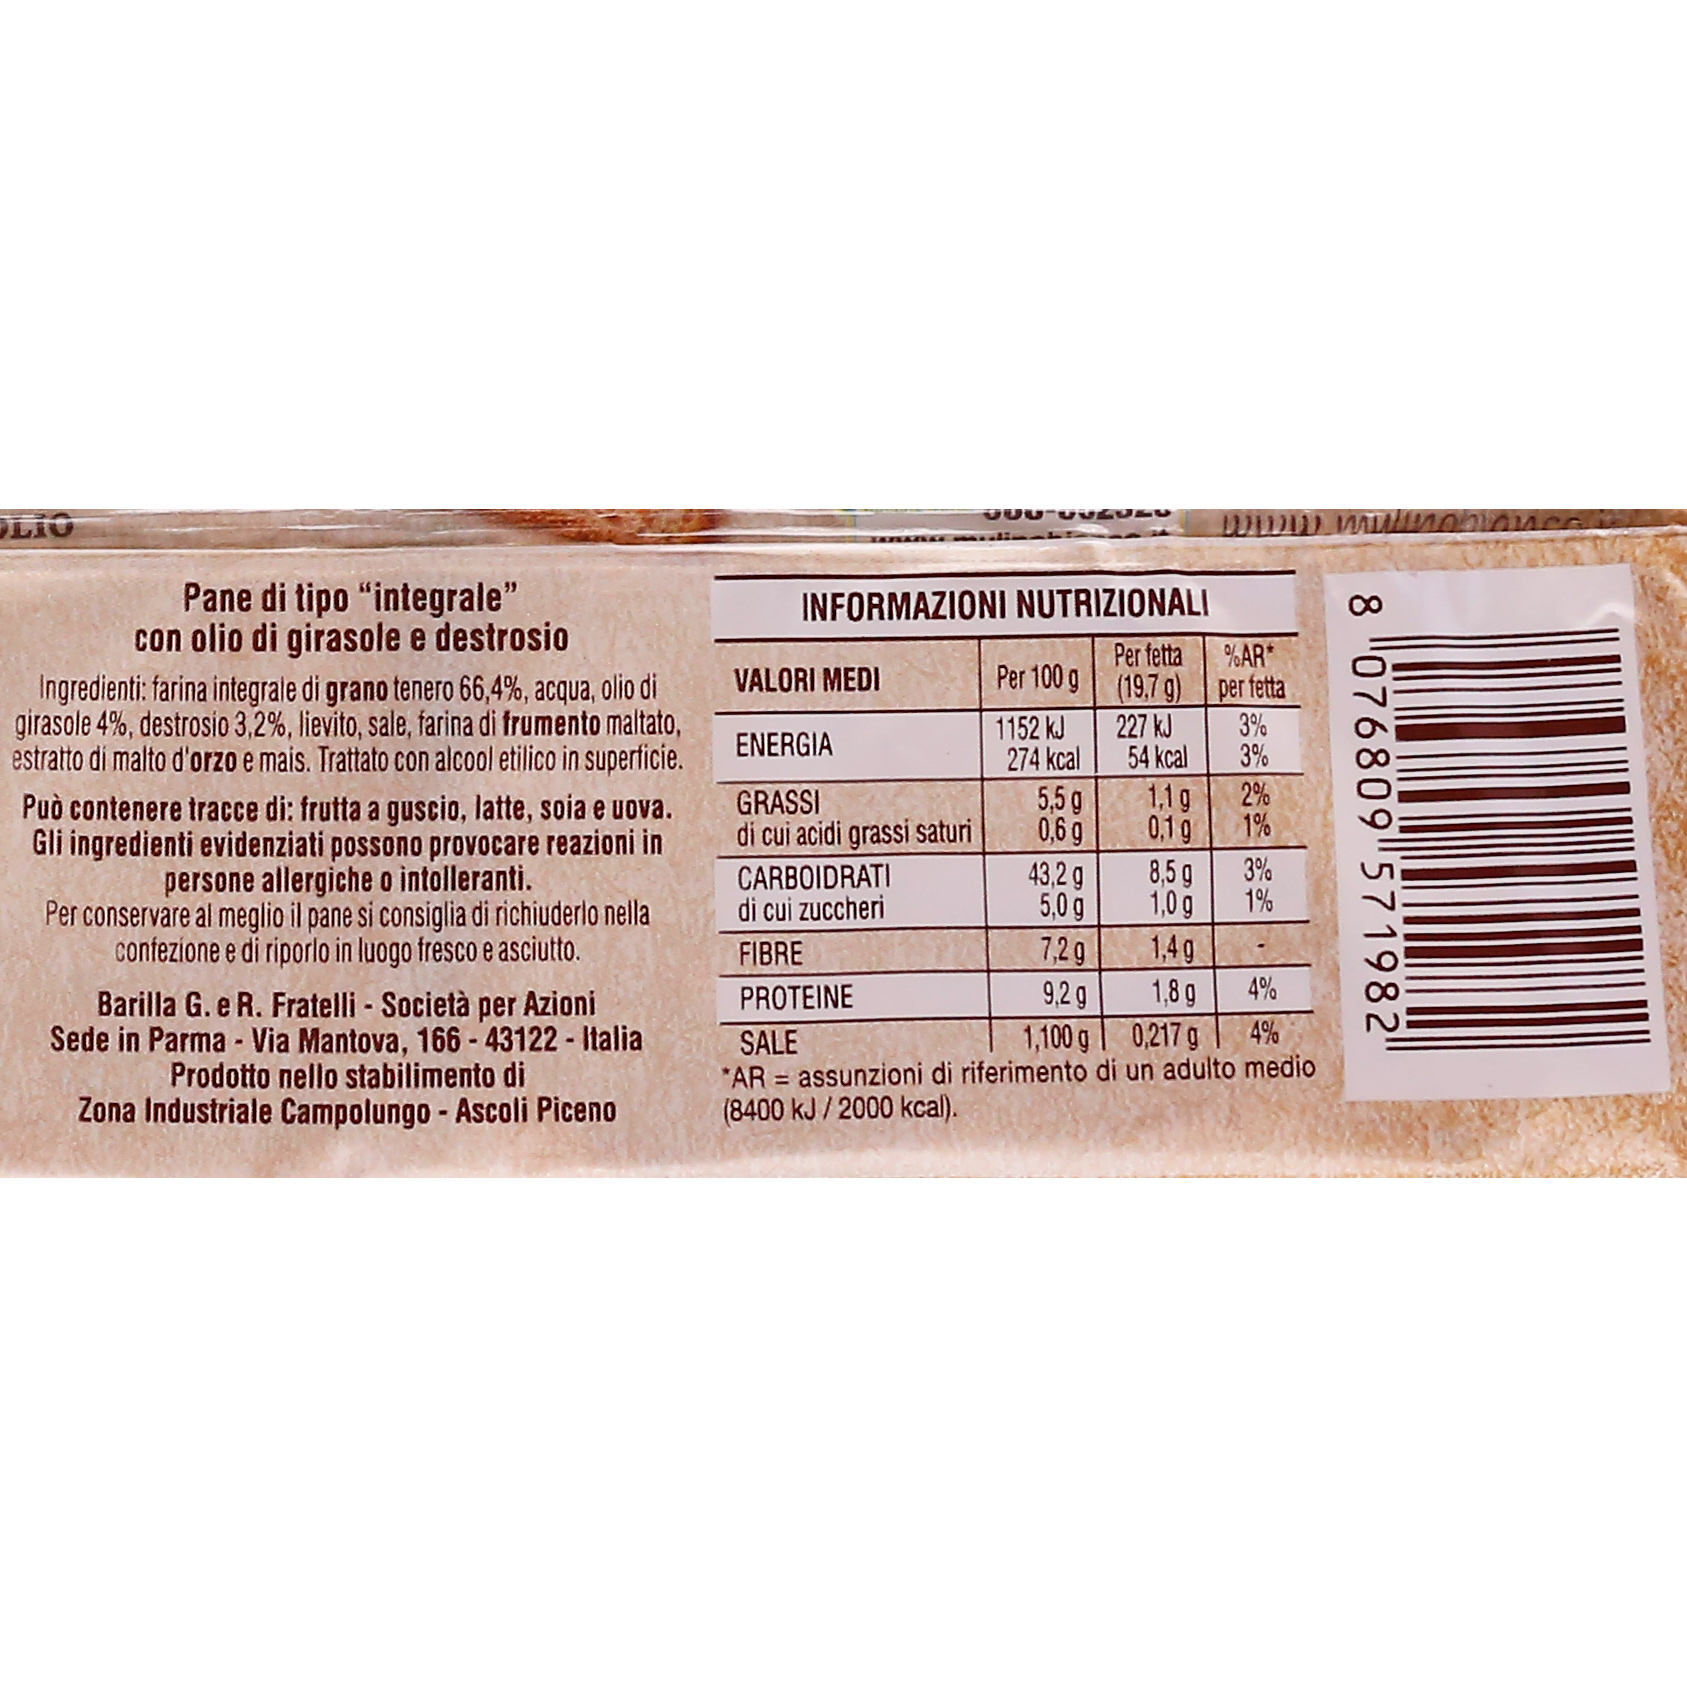 OLIO
www.mulinobianco.it
www.mulinobianco.it
Pane di tipo “integrale”
con olio di girasole e destrosio
Ingredienti: farina integrale di grano tenero 66,4%, acqua, olio di
girasole 4%, destrosio 3,2%, lievito, sale, farina di frumento maltato,
estratto di malto d'orzo e mais. Trattato con alcool etilico in superficie.
Può contenere tracce di: frutta a guscio, latte, soia e uova.
Gli ingredienti evidenziati possono provocare reazioni in
persone allergiche o intolleranti.
Per conservare al meglio il pane si consiglia di richiuderlo nella
confezione e di riporlo in luogo fresco e asciutto.
Barilla G. e R. Fratelli - Società per Azioni
Sede in Parma - Via Mantova, 166 - 43122 - Italia
Prodotto nello stabilimento di
Zona Industriale Campolungo - Ascoli Piceno
INFORMAZIONI NUTRIZIONALI
VALORI MEDI Per 100 g Per fetta (19,7 g) %AR* per fetta
ENERGIA 1152 kJ 227 kJ 3%
274 kcal 54 kcal 3%
GRASSI 5,5 g 1,1 g 2%
di cui acidi grassi saturi 0,6 g 0,1 g 1%
CARBOIDRATI 43,2 g 8,5 g 3%
di cui zuccheri 5,0 g 1,0 g 1%
FIBRE 7,2 g 1,4 g -
PROTEINE 9,2 g 1,8 g 4%
SALE 1,100 g 0,217 g 4%
*AR = assunzioni di riferimento di un adulto medio
(8400 kJ / 2000 kcal).
8 076809 571982